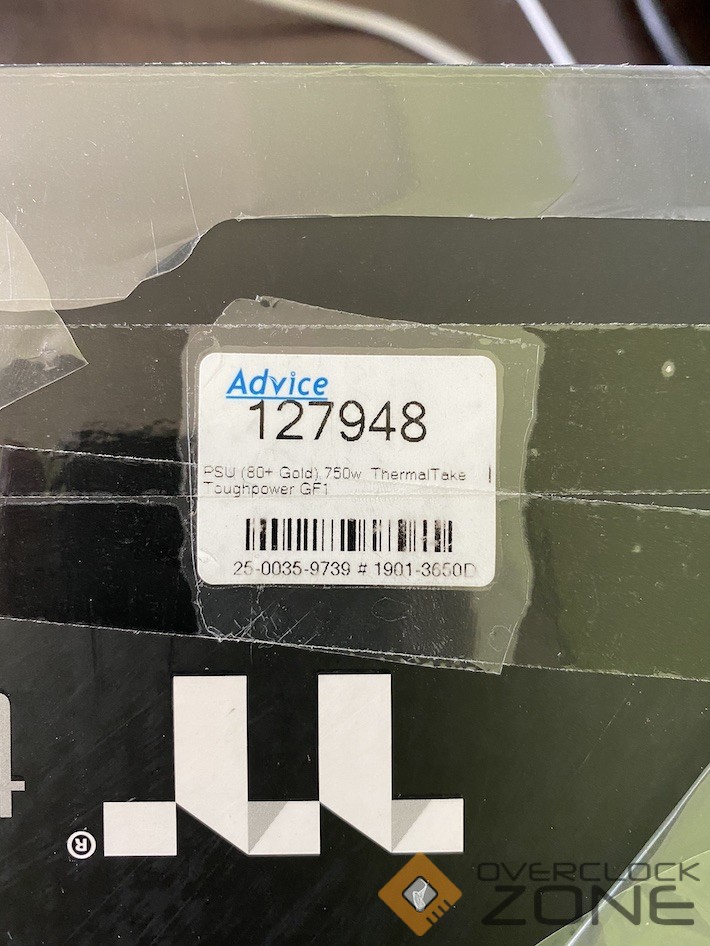 Advice
127948
PSU (80+ Gold) 750w. ThermalTake
Toughpower GF1
25-0035-9739 # 1901-3650D
®
OVERCLOCK
ZONE